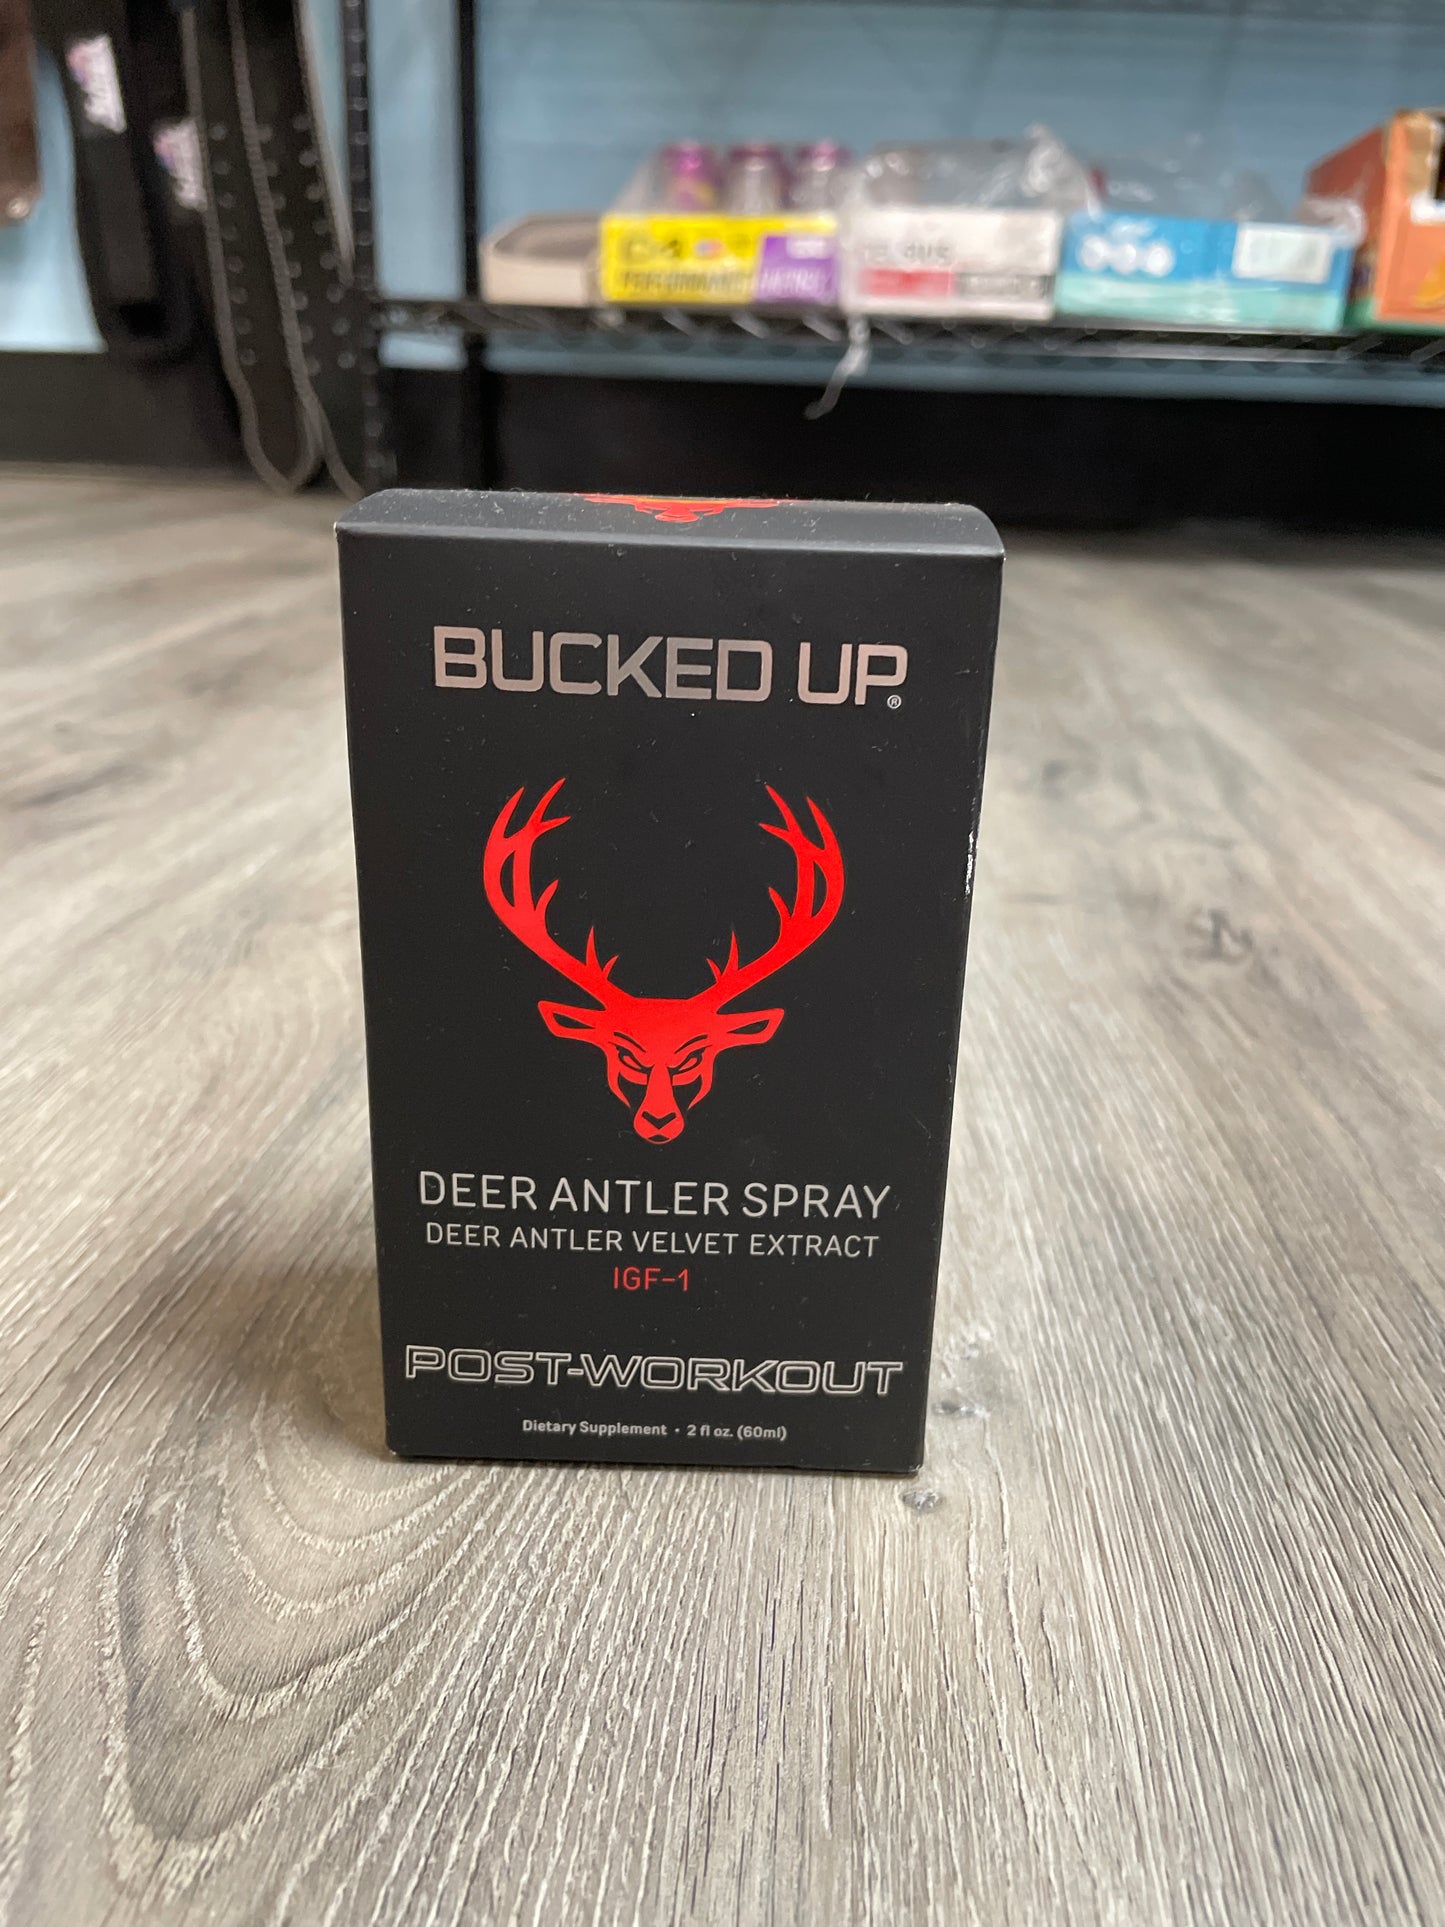 PERFORMANCE
BUCKED UP®
DEER ANTLER SPRAY
DEER ANTLER VELVET EXTRACT
IGF-1
POST-WORKOUT
Dietary Supplement • 2 fl oz. (60ml)